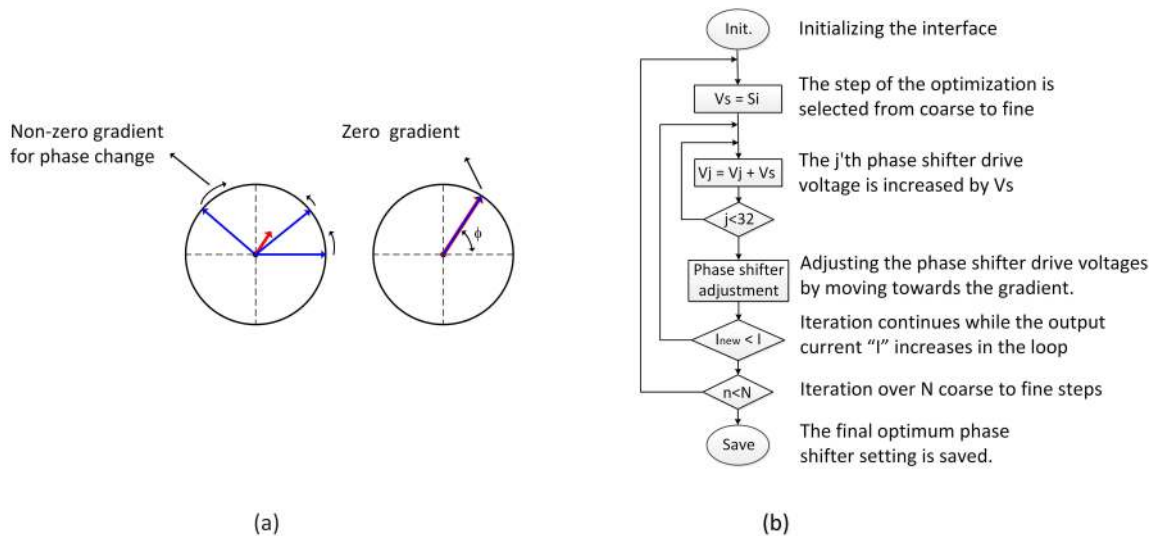 Non-zero gradient
for phase change
Zero gradient
ϕ
(a)
Init.
Initializing the interface
Vs = Si
The step of the optimization is
selected from coarse to fine
Vj = Vj + Vs
The j'th phase shifter drive
voltage is increased by Vs
j<32
Phase shifter
adjustment
Adjusting the phase shifter drive voltages
by moving towards the gradient.
Inew < I
Iteration continues while the output
current “I” increases in the loop
n<N
Iteration over N coarse to fine steps
Save
The final optimum phase
shifter setting is saved.
(b)